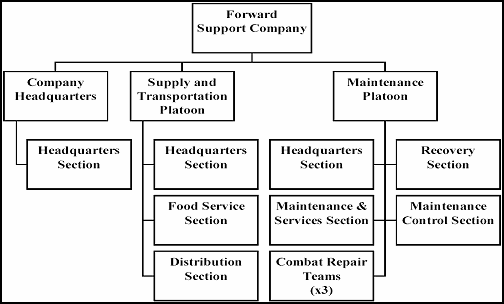 Forward
Support Company
Company
Headquarters
Supply and
Transportation
Platoon
Maintenance
Platoon
Headquarters
Section
Headquarters
Section
Headquarters
Section
Recovery
Section
Food Service
Section
Maintenance &
Services Section
Maintenance
Control Section
Distribution
Section
Combat Repair
Teams
(x3)